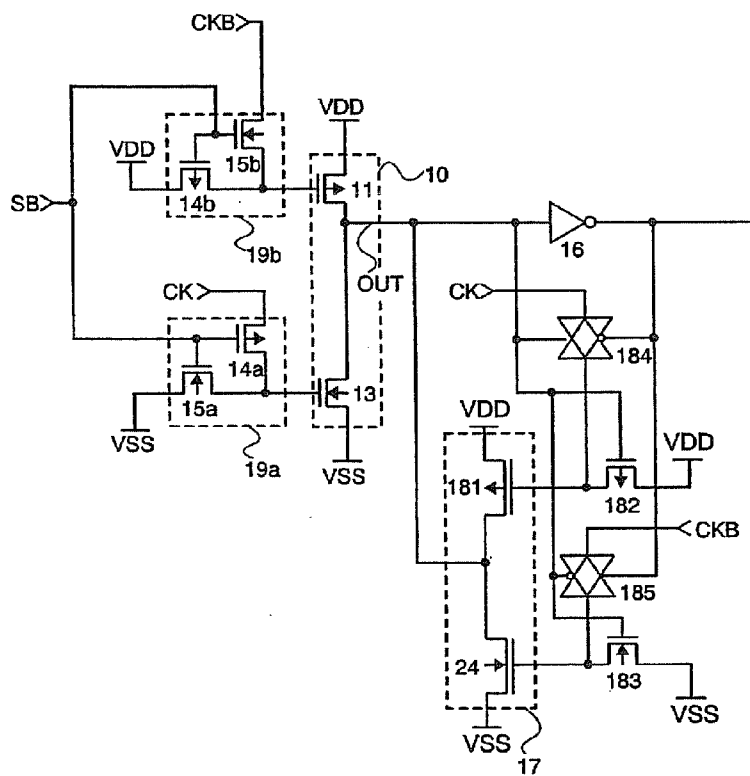 CKB
VDD
15b
10
VDD
11
SB
14b
19b
16
OUT
CK
CK
184
14a
13
VDD
VDD
15a
VSS
19a
VSS
181
182
CKB
185
24
183
VSS
VSS
17